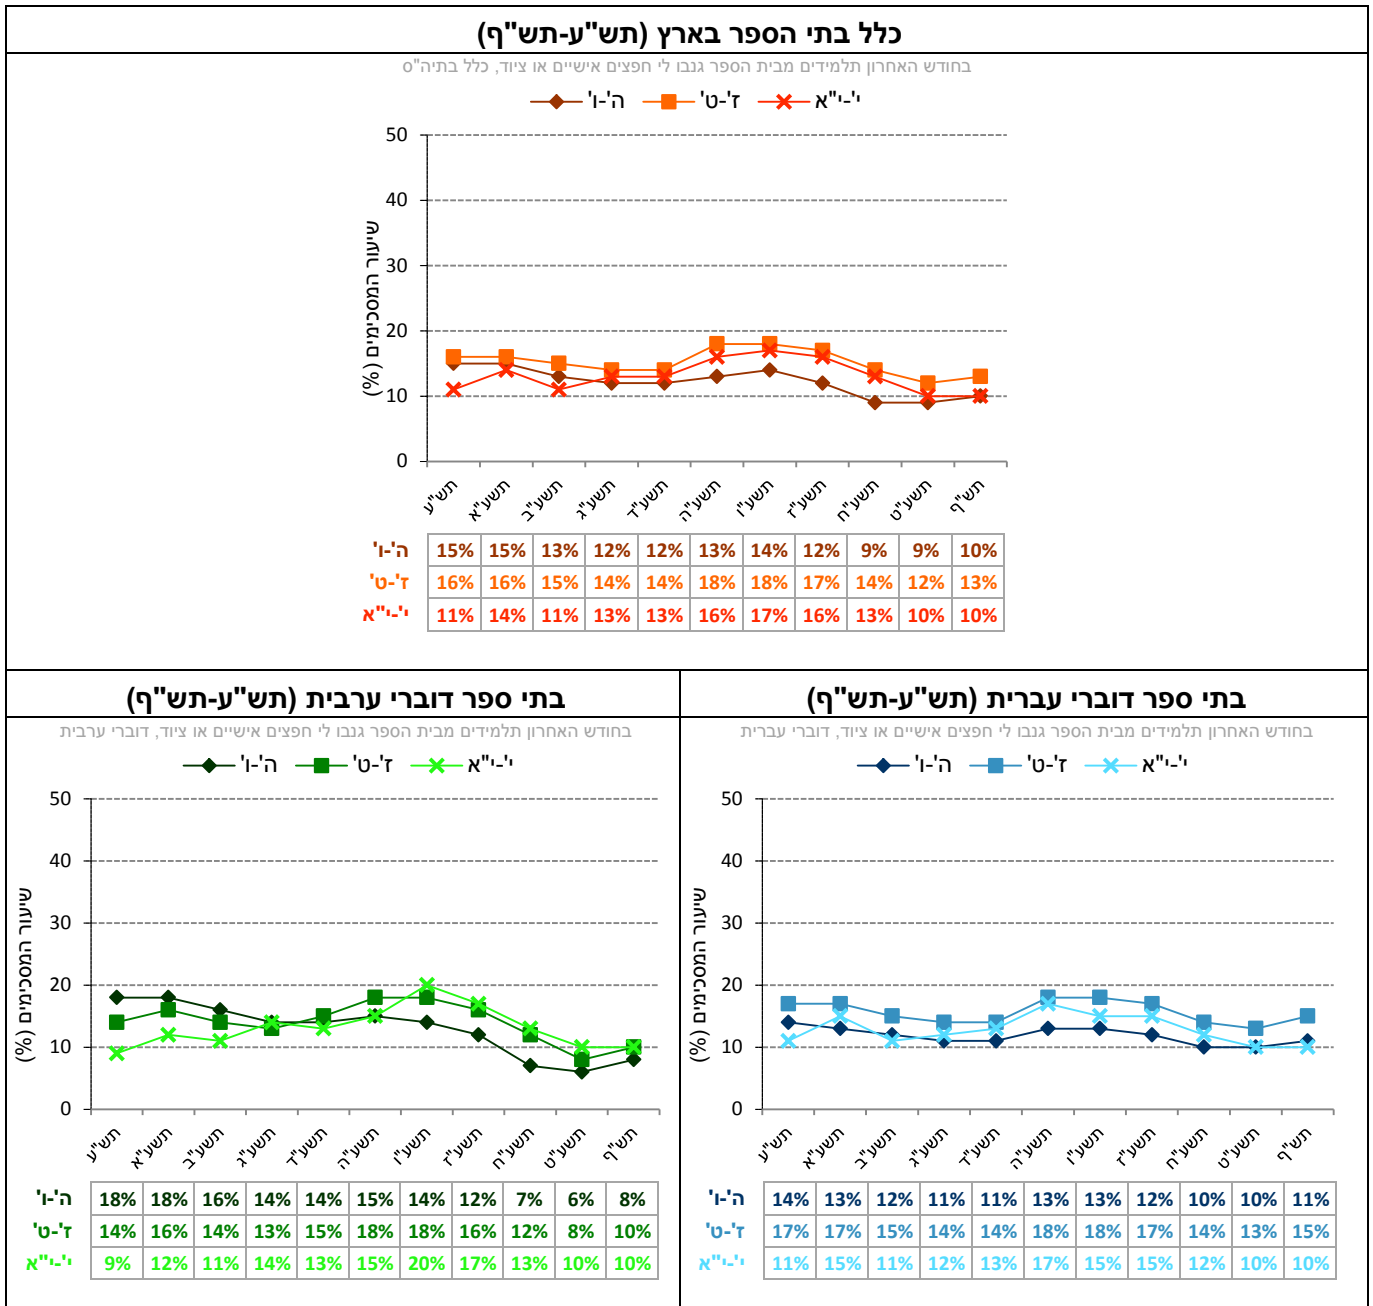 כלל בתי הספר בארץ (תש"ע-תש"ף)
בחודש האחרון תלמידים מבית הספר גנבו לי חפצים אישיים או ציוד, כלל בתיה"ס
ה'-ו' ז'-ט' י'-י"א
50
40
30
20
10
0
שיעור המסכימים (%)
תש"ע תשע"א תשע"ב תשע"ג תשע"ד תשע"ה תשע"ו תשע"ז תשע"ח תשע"ט תש"ף
ה'-ו' 15% 15% 13% 12% 12% 13% 14% 12% 9% 9% 10%
ז'-ט' 16% 16% 15% 14% 14% 18% 18% 17% 14% 12% 13%
י'-י"א 11% 14% 11% 13% 13% 16% 17% 16% 13% 10% 10%
בתי ספר דוברי עברית (תש"ע-תש"ף)
בחודש האחרון תלמידים מבית הספר גנבו לי חפצים אישיים או ציוד, דוברי עברית
ה'-ו' ז'-ט' י'-י"א
50
40
30
20
10
0
שיעור המסכימים (%)
תש"ע תשע"א תשע"ב תשע"ג תשע"ד תשע"ה תשע"ו תשע"ז תשע"ח תשע"ט תש"ף
ה'-ו' 14% 13% 12% 11% 11% 13% 13% 12% 10% 10% 11%
ז'-ט' 17% 17% 15% 14% 14% 18% 18% 17% 14% 13% 15%
י'-י"א 11% 15% 11% 12% 13% 17% 15% 15% 12% 10% 10%
בתי ספר דוברי ערבית (תש"ע-תש"ף)
בחודש האחרון תלמידים מבית הספר גנבו לי חפצים אישיים או ציוד, דוברי ערבית
ה'-ו' ז'-ט' י'-י"א
50
40
30
20
10
0
שיעור המסכימים (%)
תש"ע תשע"א תשע"ב תשע"ג תשע"ד תשע"ה תשע"ו תשע"ז תשע"ח תשע"ט תש"ף
ה'-ו' 18% 18% 16% 14% 14% 15% 14% 12% 7% 6% 8%
ז'-ט' 14% 16% 14% 13% 15% 18% 18% 16% 12% 8% 10%
י'-י"א 9% 12% 11% 14% 13% 15% 20% 17% 13% 10% 10%